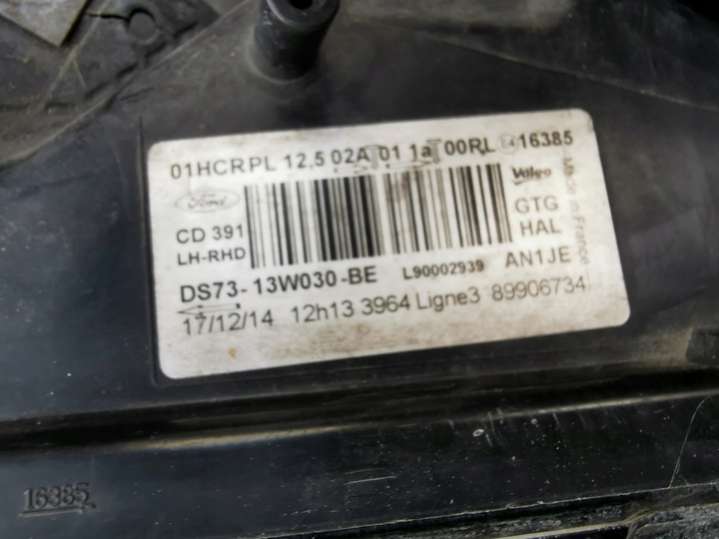 01HCRPL 12.5 02A 01 1a 00RL 14 16385
Ford
Valeo
Made in France
CD 391
GTG
LH-RHD
HAL
DS73-13W030-BE L90002939 AN1JE
17/12/14 12h13 3964 Ligne3 89906734
16385